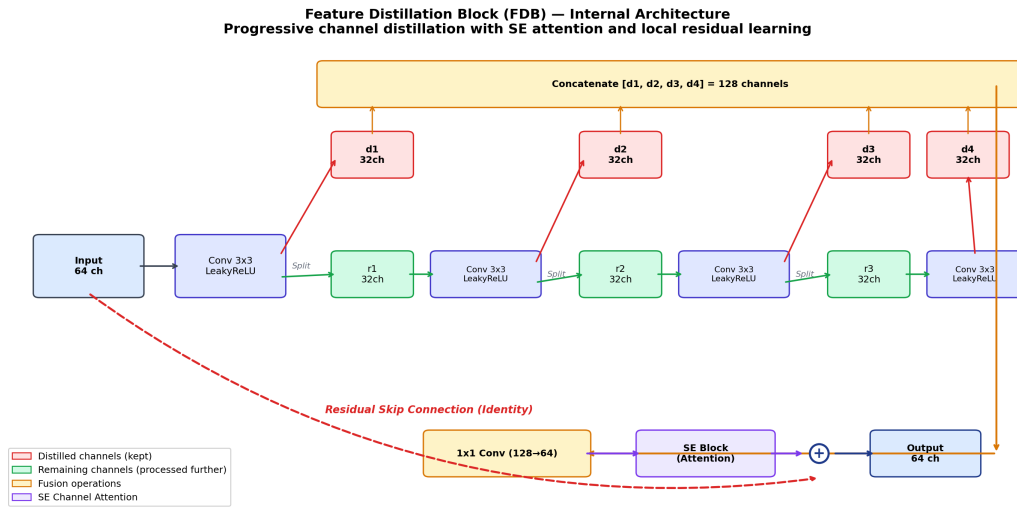 Feature Distillation Block (FDB) — Internal Architecture
Progressive channel distillation with SE attention and local residual learning
Concatenate [d1, d2, d3, d4] = 128 channels
d1
32ch
d2
32ch
d3
32ch
d4
32ch
Input
64 ch
Conv 3x3
LeakyReLU
Split
r1
32ch
Conv 3x3
LeakyReLU
Split
r2
32ch
Conv 3x3
LeakyReLU
Split
r3
32ch
Conv 3x3
LeakyReLU
Residual Skip Connection (Identity)
1x1 Conv (128→64)
SE Block
(Attention)
+
Output
64 ch
Distilled channels (kept)
Remaining channels (processed further)
Fusion operations
SE Channel Attention